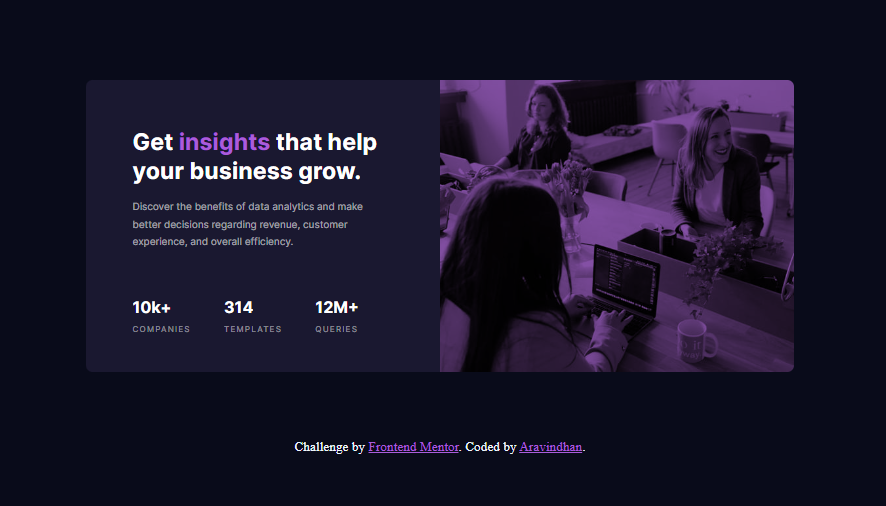 Get insights that help
your business grow.
Discover the benefits of data analytics and make
better decisions regarding revenue, customer
experience, and overall efficiency.
10k+ 314 12M+
COMPANIES TEMPLATES QUERIES
Challenge by Frontend Mentor. Coded by Aravindhan.